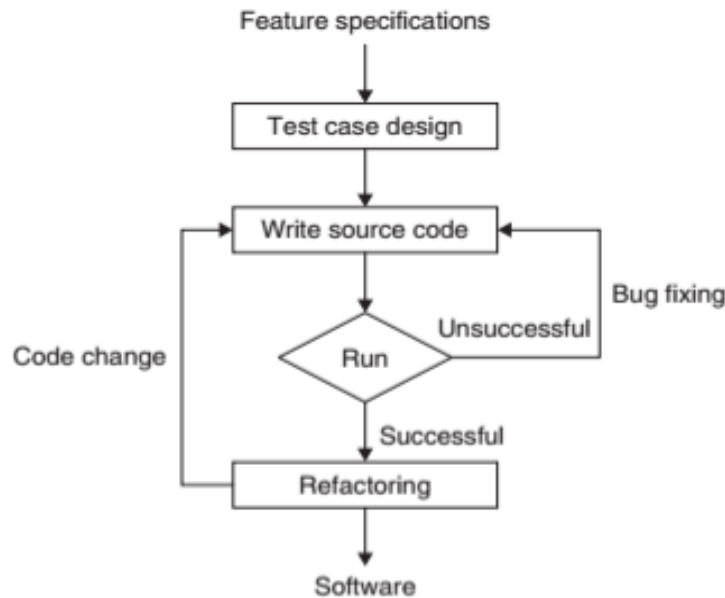 Feature specifications
Test case design
Write source code
Bug fixing
Unsuccessful
Code change
Run
Successful
Refactoring
Software